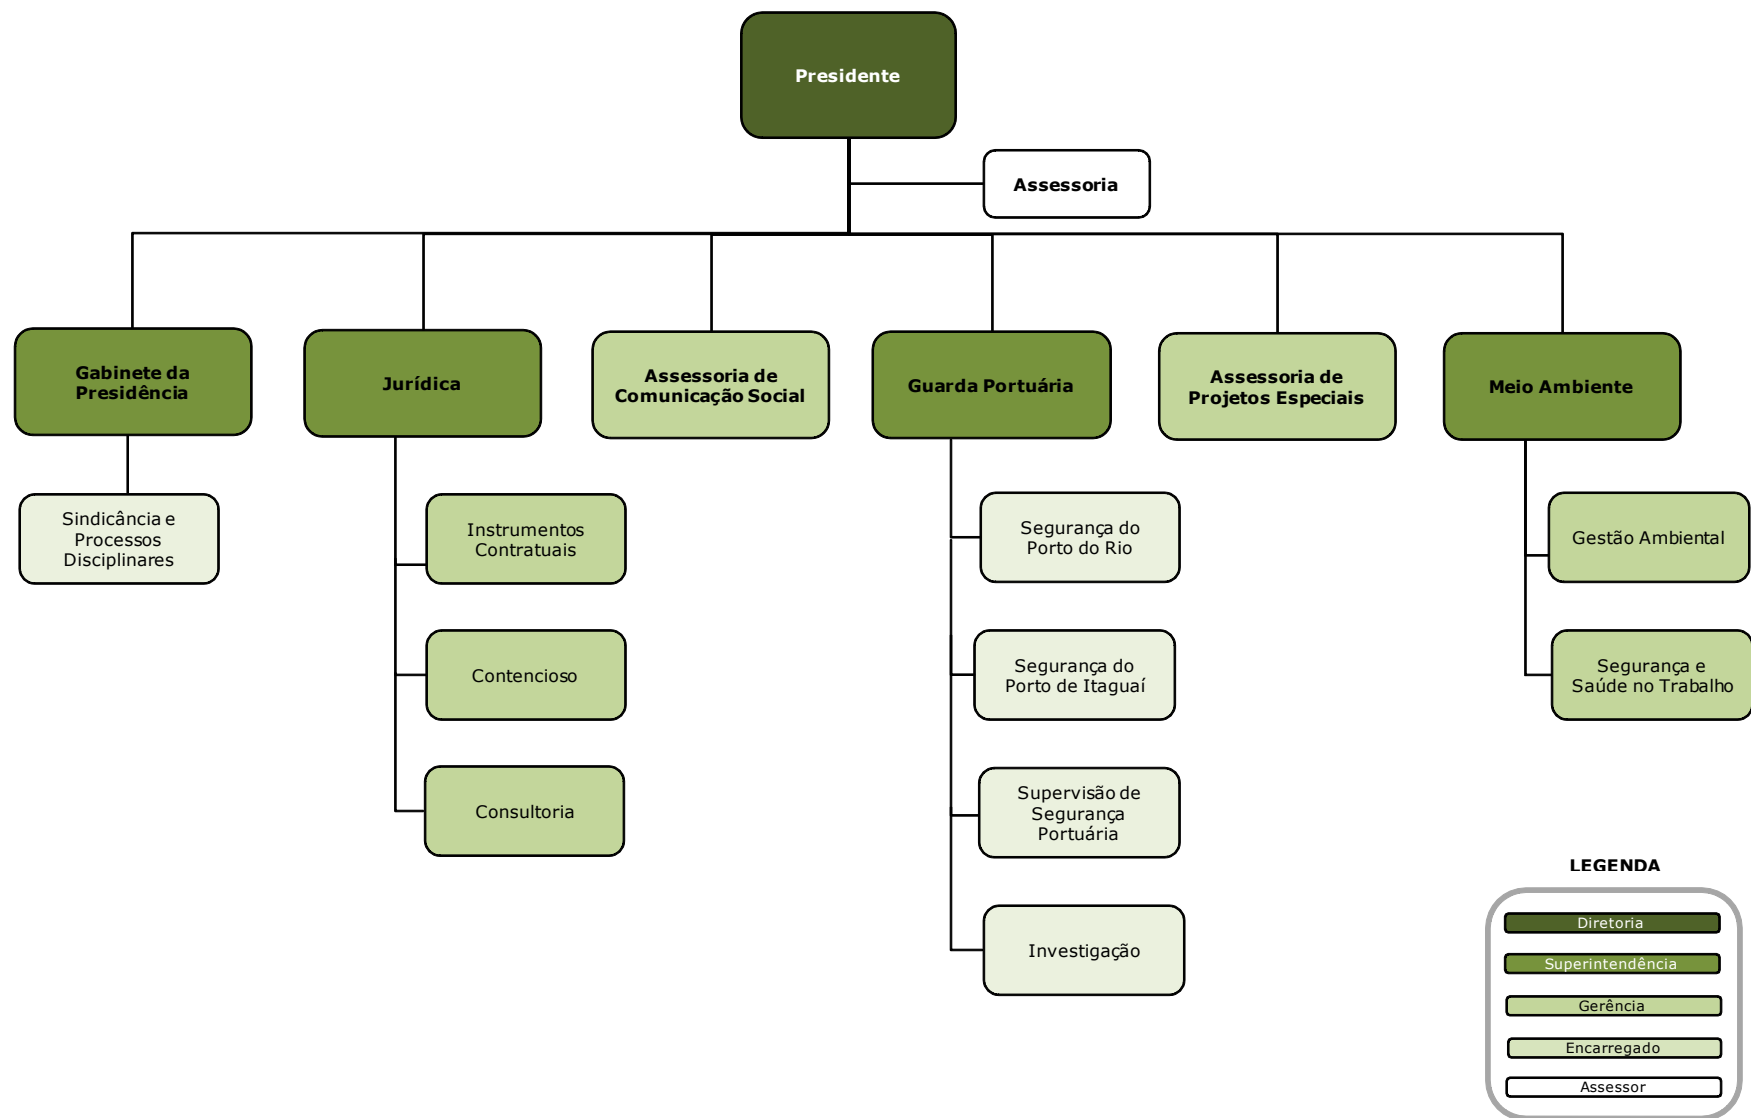 Presidente
Assessoria
Gabinete da
Presidência
Jurídica
Assessoria de
Comunicação Social
Guarda Portuária
Assessoria de
Projetos Especiais
Meio Ambiente
Sindicância e
Processos
Disciplinares
Instrumentos
Contratuais
Segurança do
Porto do Rio
Gestão Ambiental
Contencioso
Segurança do
Porto de Itaguaí
Segurança e
Saúde no Trabalho
Consultoria
Supervisão de
Segurança
Portuária
Investigação
LEGENDA
Diretoria
Superintendência
Gerência
Encarregado
Assessor